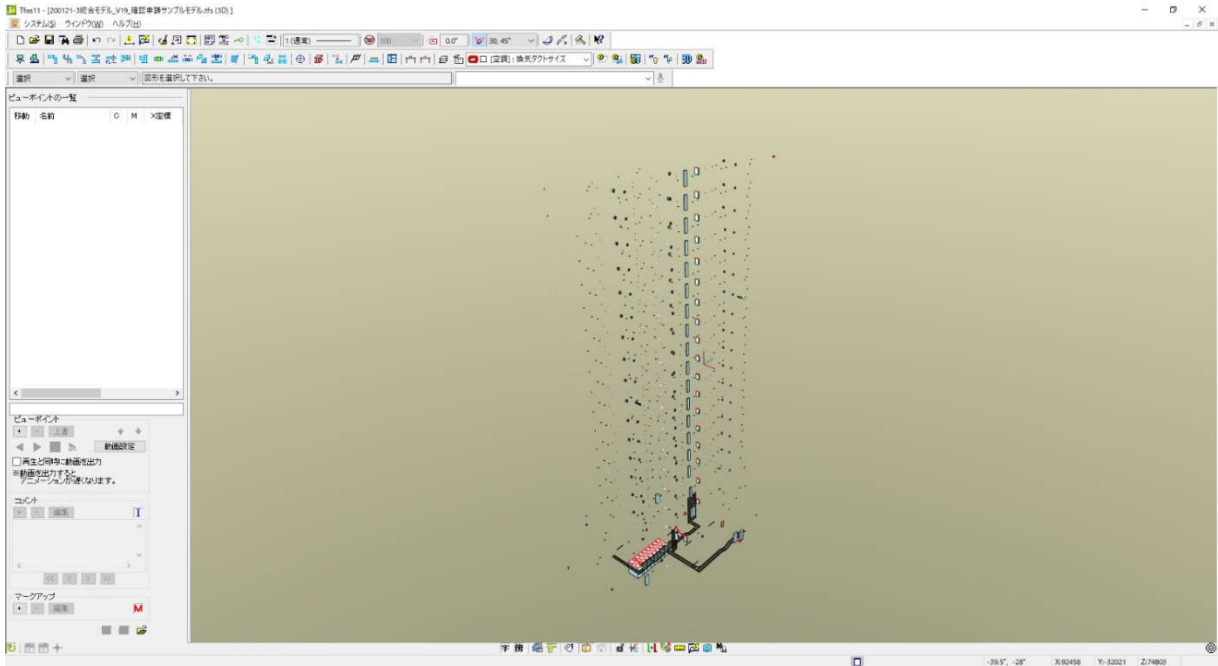 Tfas11 - [200121-3統合モデル_V19_確認申請サンプルモデル.tfs (3D) ]
システム(S) ウィンドウ(W) ヘルプ(H)
1(通常)
100
0.0°
30, 45°
[空調] : 換気ダクトサイズ
選択
選択
図形を選択して下さい。
ビューポイントの一覧
移動 名前 C M X座標
ビューポイント
+ - 上書
動画設定
再生と同時に動画を出力
※動画を出力すると
アニメーションが遅くなります。
コメント
+ - 編集 T
<< < > >>
マークアップ
+ - 編集 M
-39.5°, -28° X:92458 Y:-32021 Z:74803